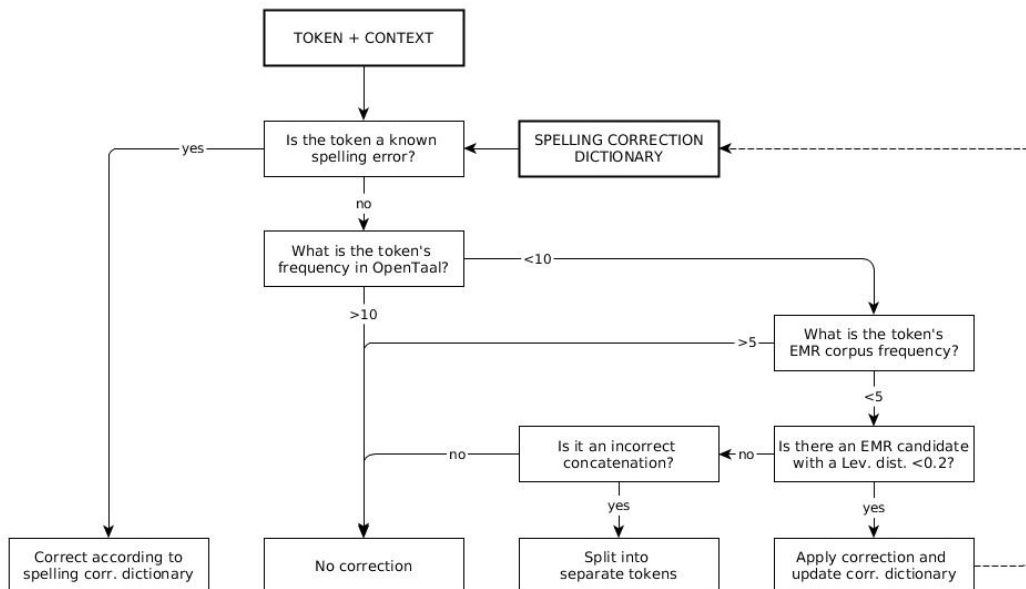 TOKEN + CONTEXT
yes
Is the token a known
spelling error?
SPELLING CORRECTION
DICTIONARY
no
What is the token's
frequency in OpenTaal?
<10
>10
What is the token's
EMR corpus frequency?
>5
<5
Is there an EMR candidate
with a Lev. dist. <0.2?
no
Is it an incorrect
concatenation?
no
yes
yes
Correct according to
spelling corr. dictionary
No correction
Split into
separate tokens
Apply correction and
update corr. dictionary